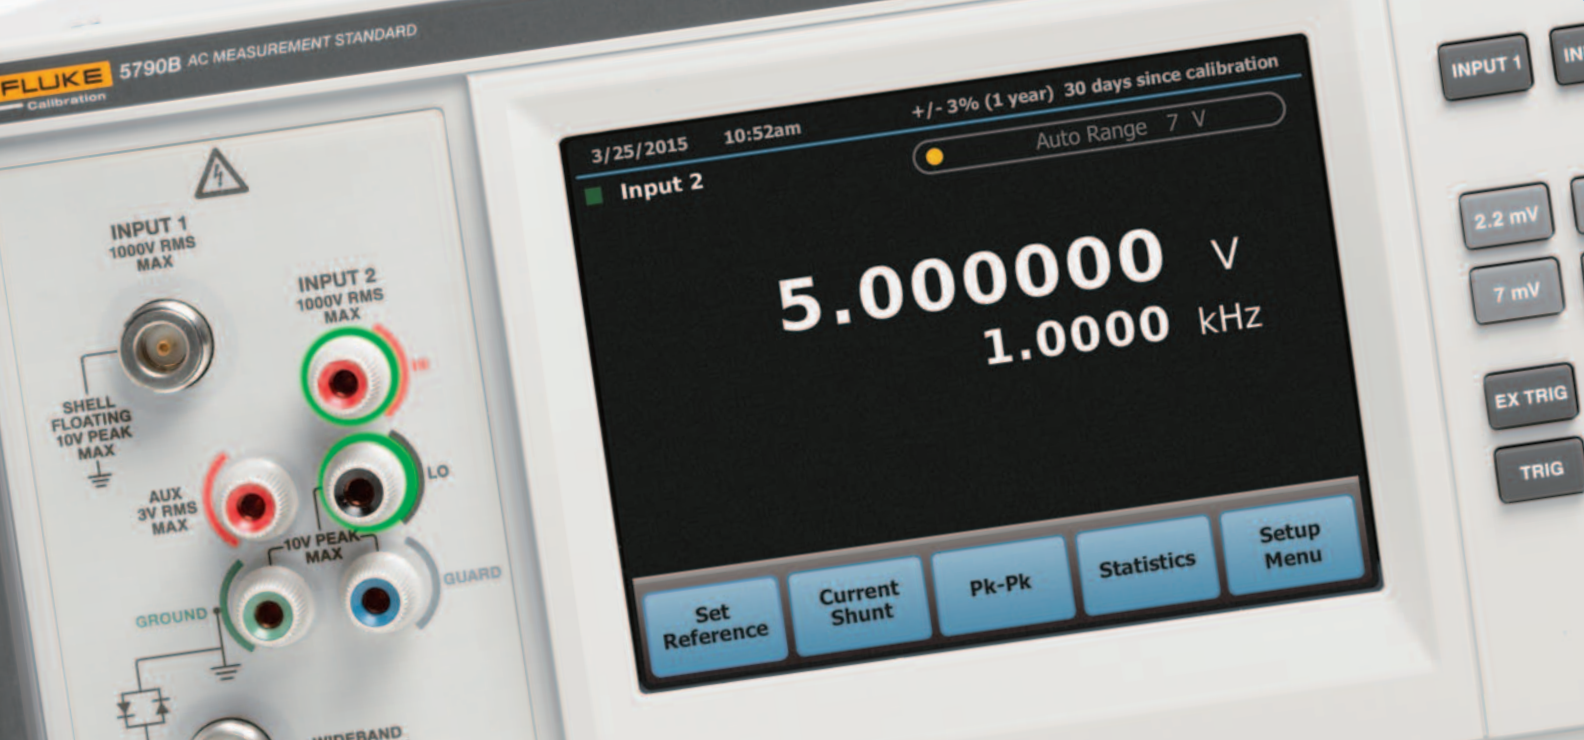 FLUKE
Calibration
5790B AC MEASUREMENT STANDARD
INPUT 1
1000V RMS
MAX
INPUT 2
1000V RMS
MAX
HI
SHELL
FLOATING
10V PEAK
MAX
LO
AUX
3V RMS
MAX
10V PEAK
MAX
GUARD
GROUND
WIDEBAND
3/25/2015 10:52am +/- 3% (1 year) 30 days since calibration
Auto Range 7 V
Input 2
5.000000 V
1.0000 kHz
Set
Reference
Current
Shunt
Pk-Pk
Statistics
Setup
Menu
INPUT 1
IN
2.2 mV
7 mV
EX TRIG
TRIG